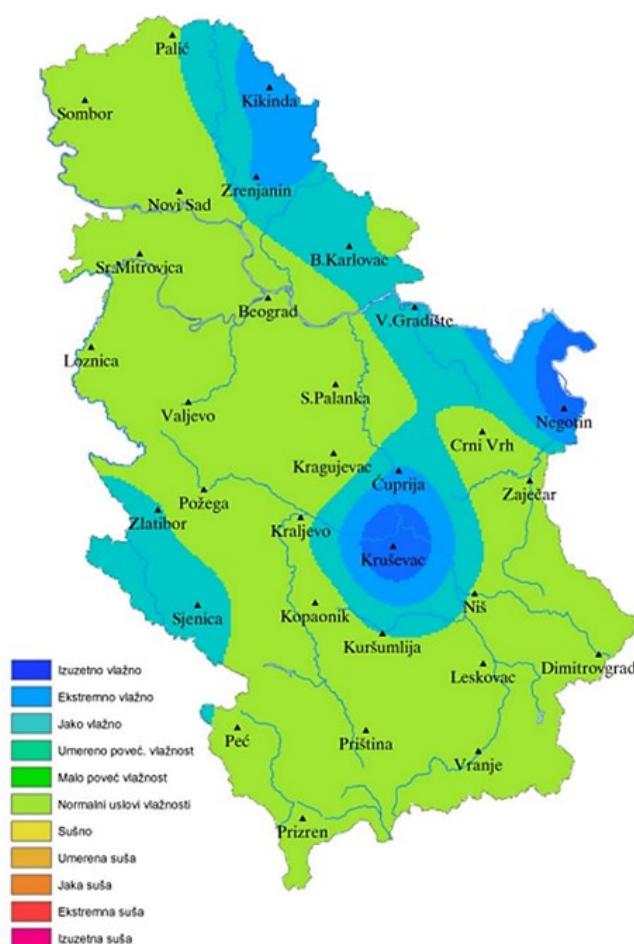 Palić
Kikinda
Sombor
Zrenjanin
Novi Sad
B.Karlovac
Sr.Mitrovica
Beograd
V.Gradište
Loznica
S.Palanka
Valjevo
Negotin
Crni Vrh
Kragujevac
Ćuprija
Požega
Zaječar
Zlatibor
Kraljevo
Kruševac
Niš
Sjenica
Kopaonik
Kuršumlija
Dimitrovgrad
Leskovac
Peć
Priština
Vranje
Prizren
Izuzetno vlažno
Ekstremno vlažno
Jako vlažno
Umereno poveć. vlažnost
Malo poveć vlažnost
Normalni uslovi vlažnosti
Sušno
Umerena suša
Jaka suša
Ekstremna suša
Izuzetna suša